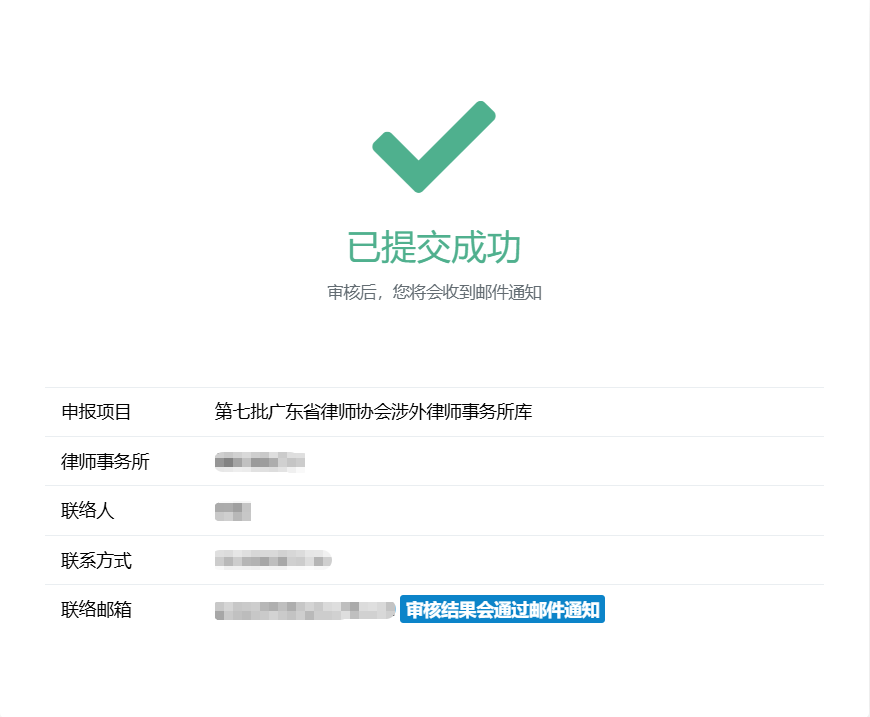 已提交成功
审核后，您将会收到邮件通知
申报项目 第七批广东省律师协会涉外律师事务所库
律师事务所
联络人
联系方式
联络邮箱 审核结果会通过邮件通知